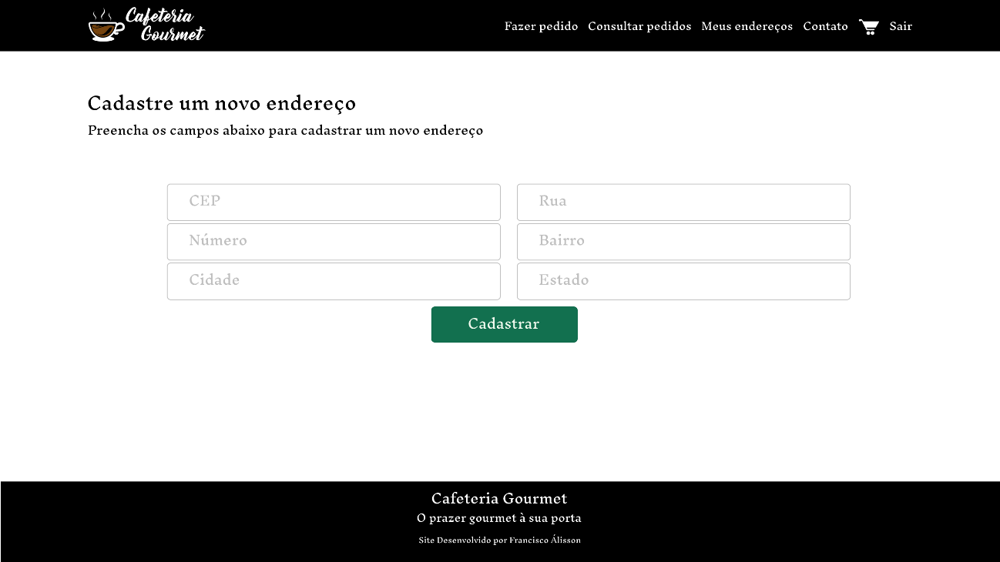 Cafeteria
Gourmet
Fazer pedido Consultar pedidos Meus endereços Contato Sair
Cadastre um novo endereço
Preencha os campos abaixo para cadastrar um novo endereço
CEP Rua
Número Bairro
Cidade Estado
Cadastrar
Cafeteria Gourmet
O prazer gourmet à sua porta
Site Desenvolvido por Francisco Álisson